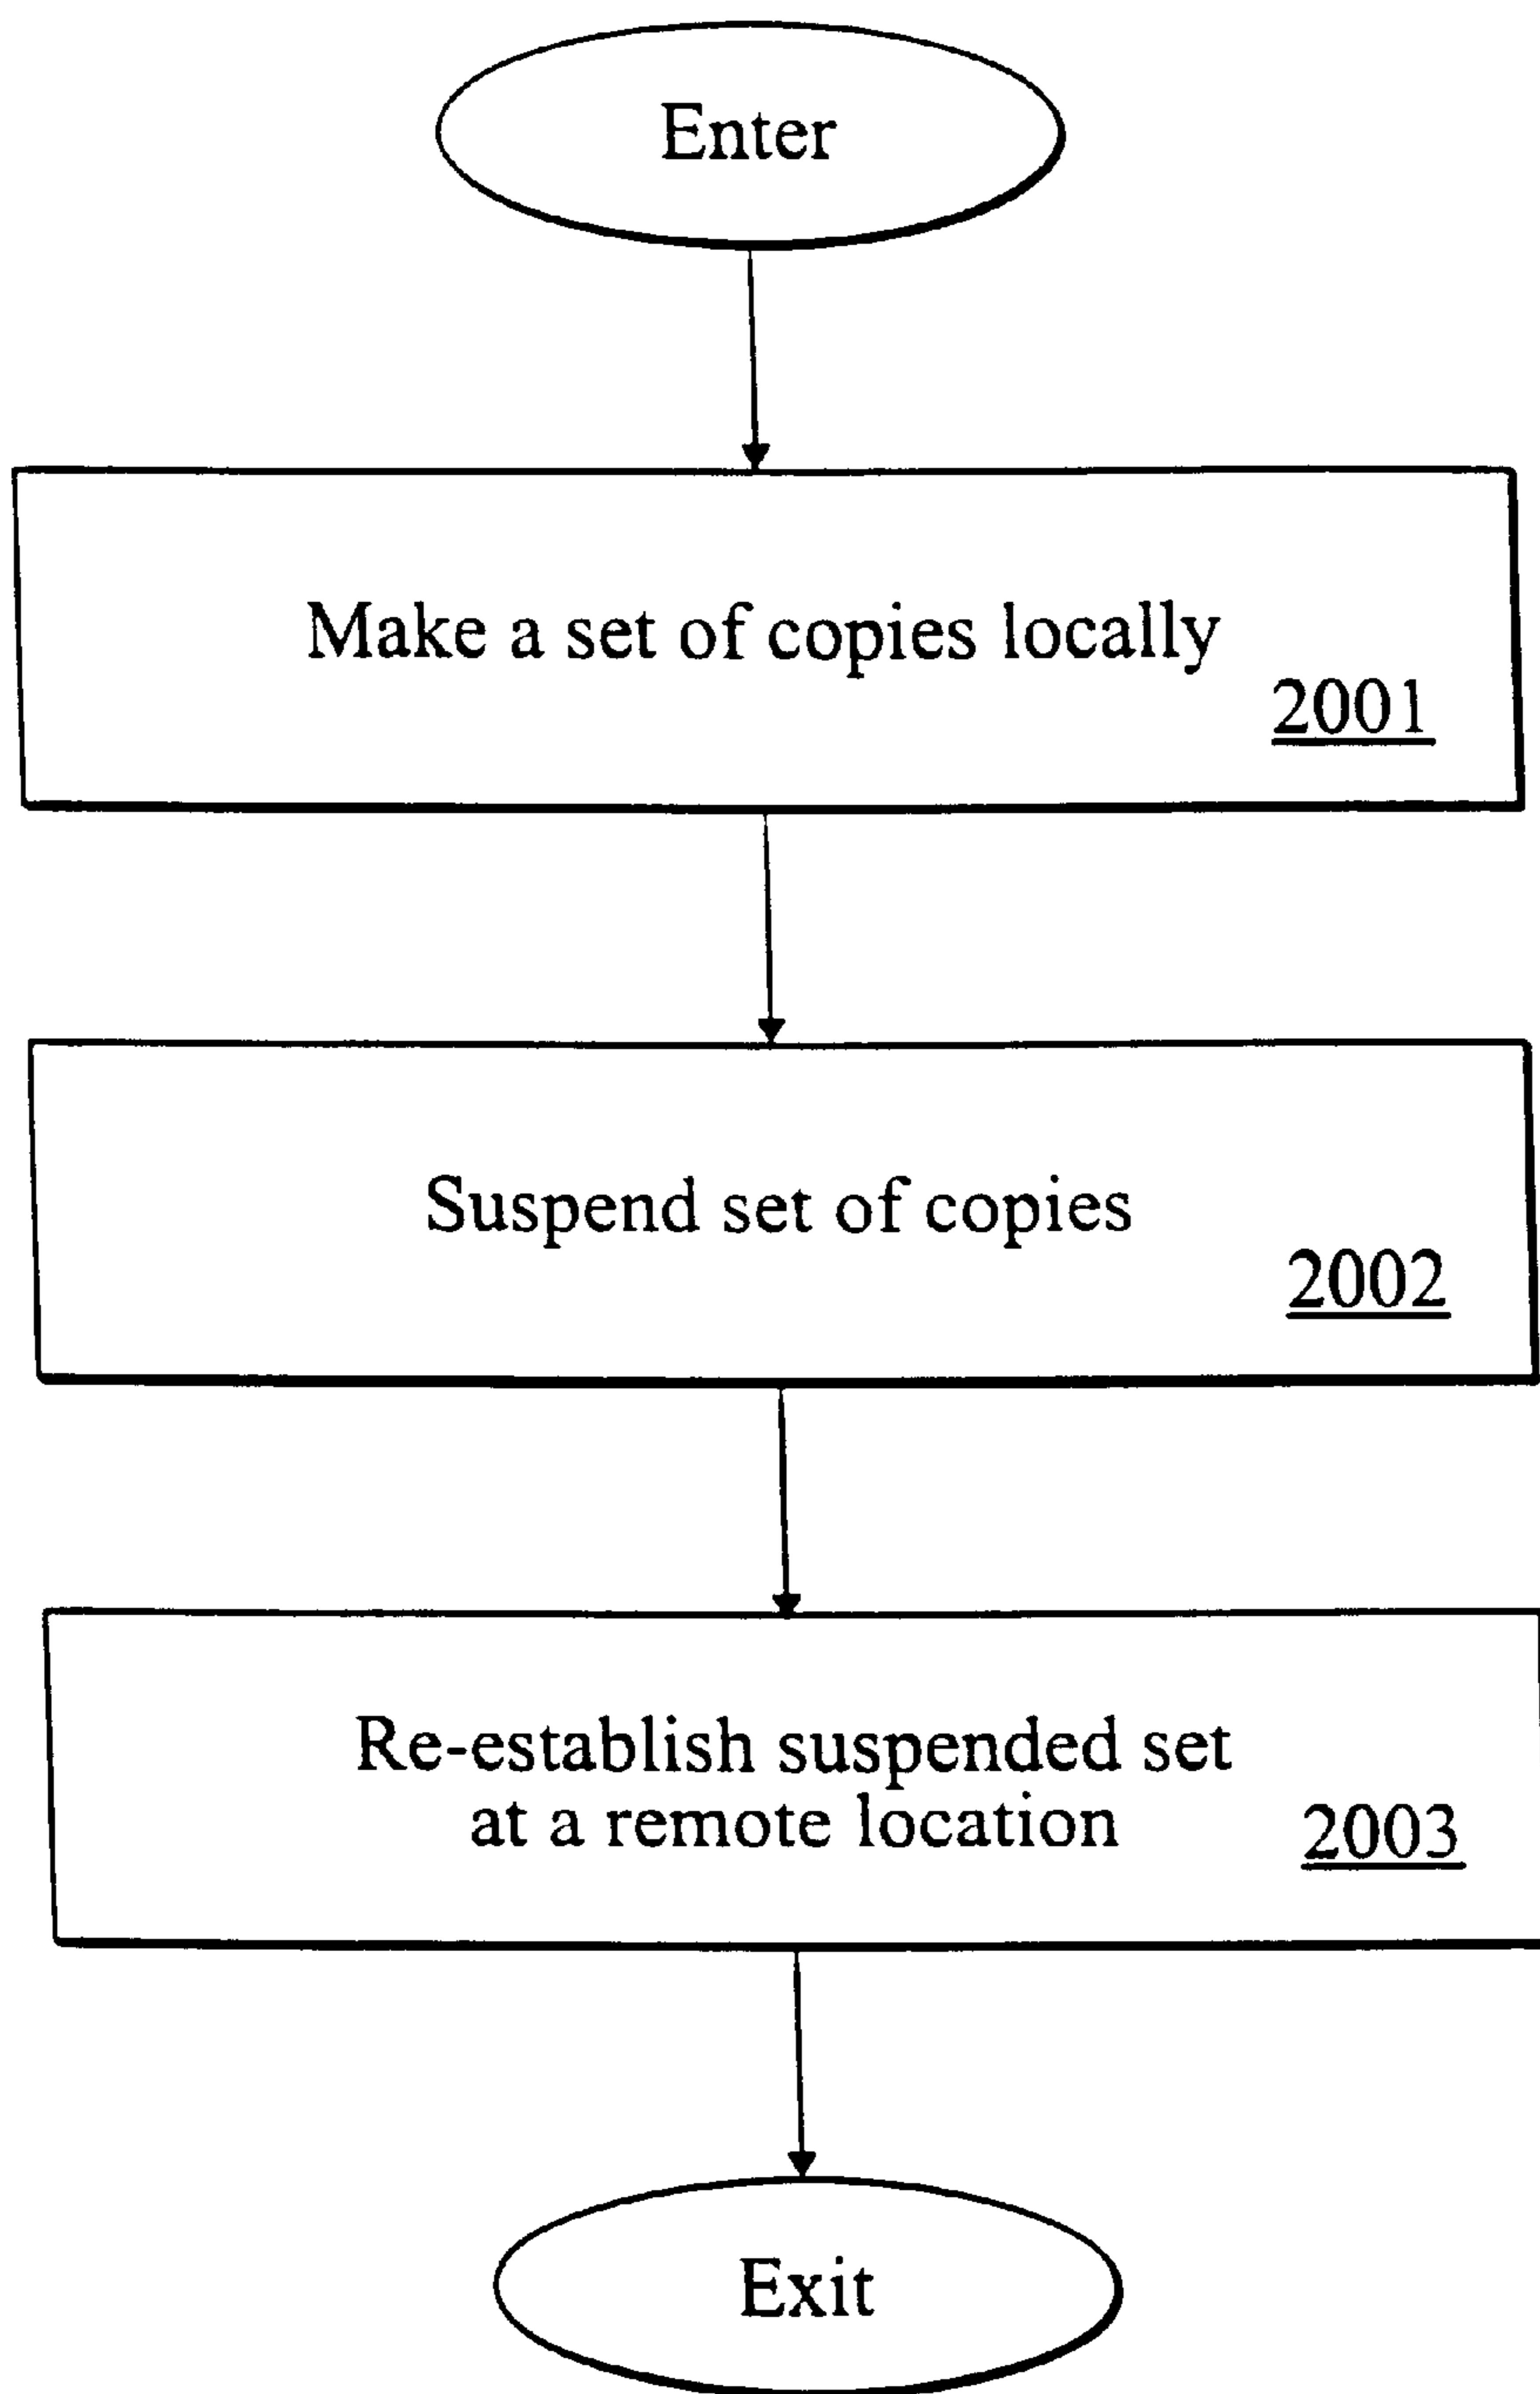 Enter
Make a set of copies locally
2001
Suspend set of copies
2002
Re-establish suspended set
at a remote location
2003
Exit